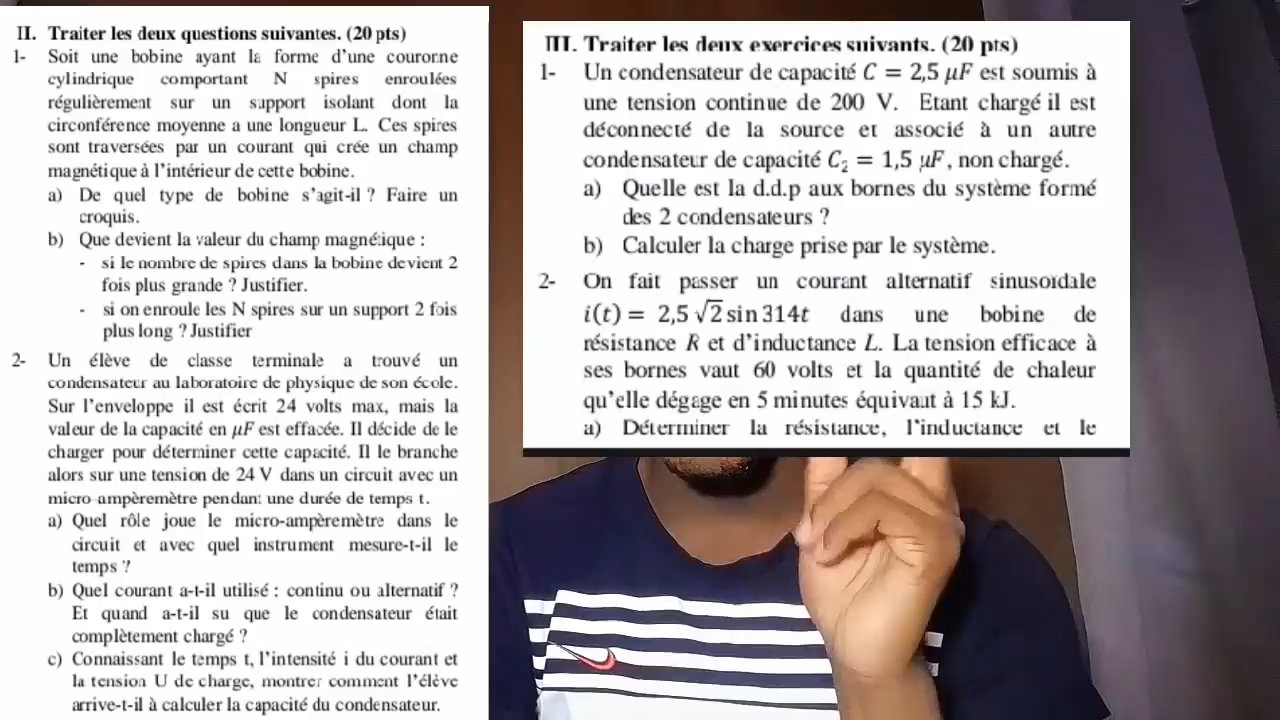 II. Traiter les deux questions suivantes. (20 pts)
1- Soit une bobine ayant la forme d'une couronne
cylindrique comportant N spires enroulées
régulièrement sur un support isolant dont la
circonférence moyenne a une longueur L. Ces spires
sont traversées par un courant qui crée un champ
magnétique à l'intérieur de cette bobine.
a) De quel type de bobine s'agit-il ? Faire un
croquis.
b) Que devient la valeur du champ magnétique :
- si le nombre de spires dans la bobine devient 2
fois plus grande ? Justifier.
- si on enroule les N spires sur un support 2 fois
plus long ? Justifier
2- Un élève de classe terminale a trouvé un
condensateur au laboratoire de physique de son école.
Sur l'enveloppe il est écrit 24 volts max, mais la
valeur de la capacité en μF est effacée. Il décide de le
charger pour déterminer cette capacité. Il le branche
alors sur une tension de 24 V dans un circuit avec un
micro-ampèremètre pendant une durée de temps t.
a) Quel rôle joue le micro-ampèremètre dans le
circuit et avec quel instrument mesure-t-il le
temps ?
b) Quel courant a-t-il utilisé : continu ou alternatif ?
Et quand a-t-il su que le condensateur était
complètement chargé ?
c) Connaissant le temps t, l'intensité i du courant et
la tension U de charge, montrer comment l'élève
arrive-t-il à calculer la capacité du condensateur.
III. Traiter les deux exercices suivants. (20 pts)
1- Un condensateur de capacité C = 2,5 μF est soumis à
une tension continue de 200 V. Etant chargé il est
déconnecté de la source et associé à un autre
condensateur de capacité C₂ = 1,5 μF, non chargé.
a) Quelle est la d.d.p aux bornes du système formé
des 2 condensateurs ?
b) Calculer la charge prise par le système.
2- On fait passer un courant alternatif sinusoïdale
i(t) = 2,5 √2 sin 314t dans une bobine de
résistance R et d'inductance L. La tension efficace à
ses bornes vaut 60 volts et la quantité de chaleur
qu'elle dégage en 5 minutes équivaut à 15 kJ.
a) Déterminer la résistance, l'inductance et le